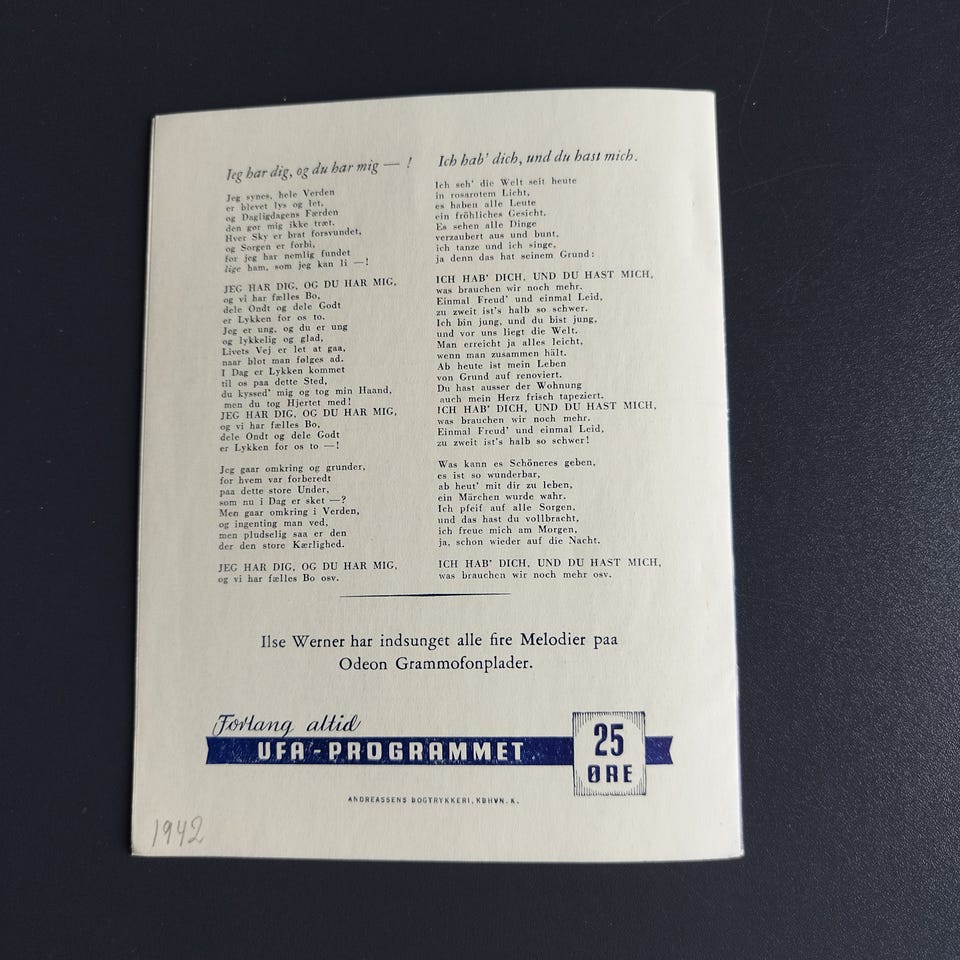 Jeg har dig, og du har mig — !
Jeg synes, hele Verden
er blevet lys og let,
og Dagligdagens Færden
den gør mig ikke træt.
Hver Sky er brat forsvundet,
og Sorgen er forbi,
for jeg har nemlig fundet
lige ham, som jeg kan li —!
JEG HAR DIG, OG DU HAR MIG,
og vi har fælles Bo,
dele Ondt og dele Godt
er Lykken for os to.
Jeg er ung, og du er ung
og lykkelig og glad,
Livets Vej er let at gaa,
naar blot man følges ad.
I Dag er Lykken kommet
til os paa dette Sted,
du kyssed' mig og tog min Haand,
men du tog Hjertet med!
JEG HAR DIG, OG DU HAR MIG,
og vi har fælles Bo,
dele Ondt og dele Godt
er Lykken for os to —!
Jeg gaar omkring og grunder,
for hvem var forberedt
paa dette store Under,
som nu i Dag er sket —?
Men gaar omkring i Verden,
og ingenting man ved,
men pludselig saa er den
der den store Kærlighed.
JEG HAR DIG, OG DU HAR MIG,
og vi har fælles Bo osv.
Ich hab' dich, und du hast mich.
Ich seh' die Welt seit heute
in rosarotem Licht,
es haben alle Leute
ein fröhliches Gesicht.
Es sehen alle Dinge
verzaubert aus und bunt,
ich tanze und ich singe,
ja denn das hat seinem Grund:
ICH HAB' DICH, UND DU HAST MICH,
was brauchen wir noch mehr.
Einmal Freud' und einmal Leid,
zu zweit ist's halb so schwer.
Ich bin jung, und du bist jung,
und vor uns liegt die Welt.
Man erreicht ja alles leicht,
wenn man zusammen hält.
Ab heute ist mein Leben
von Grund auf renoviert.
Du hast ausser der Wohnung
auch mein Herz frisch tapeziert.
ICH HAB' DICH, UND DU HAST MICH,
was brauchen wir noch mehr.
Einmal Freud' und einmal Leid,
zu zweit ist's halb so schwer!
Was kann es Schöneres geben,
es ist so wunderbar,
ab heut' mit dir zu leben,
ein Märchen wurde wahr.
Ich pfeif auf alle Sorgen,
und das hast du vollbracht,
ich freue mich am Morgen,
ja, schon wieder auf die Nacht.
ICH HAB' DICH, UND DU HAST MICH,
was brauchen wir noch mehr osv.
Ilse Werner har indsunget alle fire Melodier paa
Odeon Grammofonplader.
Forlang altid
UFA-PROGRAMMET
25
ØRE
ANDREASSENS BOGTRYKKERI, KBHVN. K.
1942